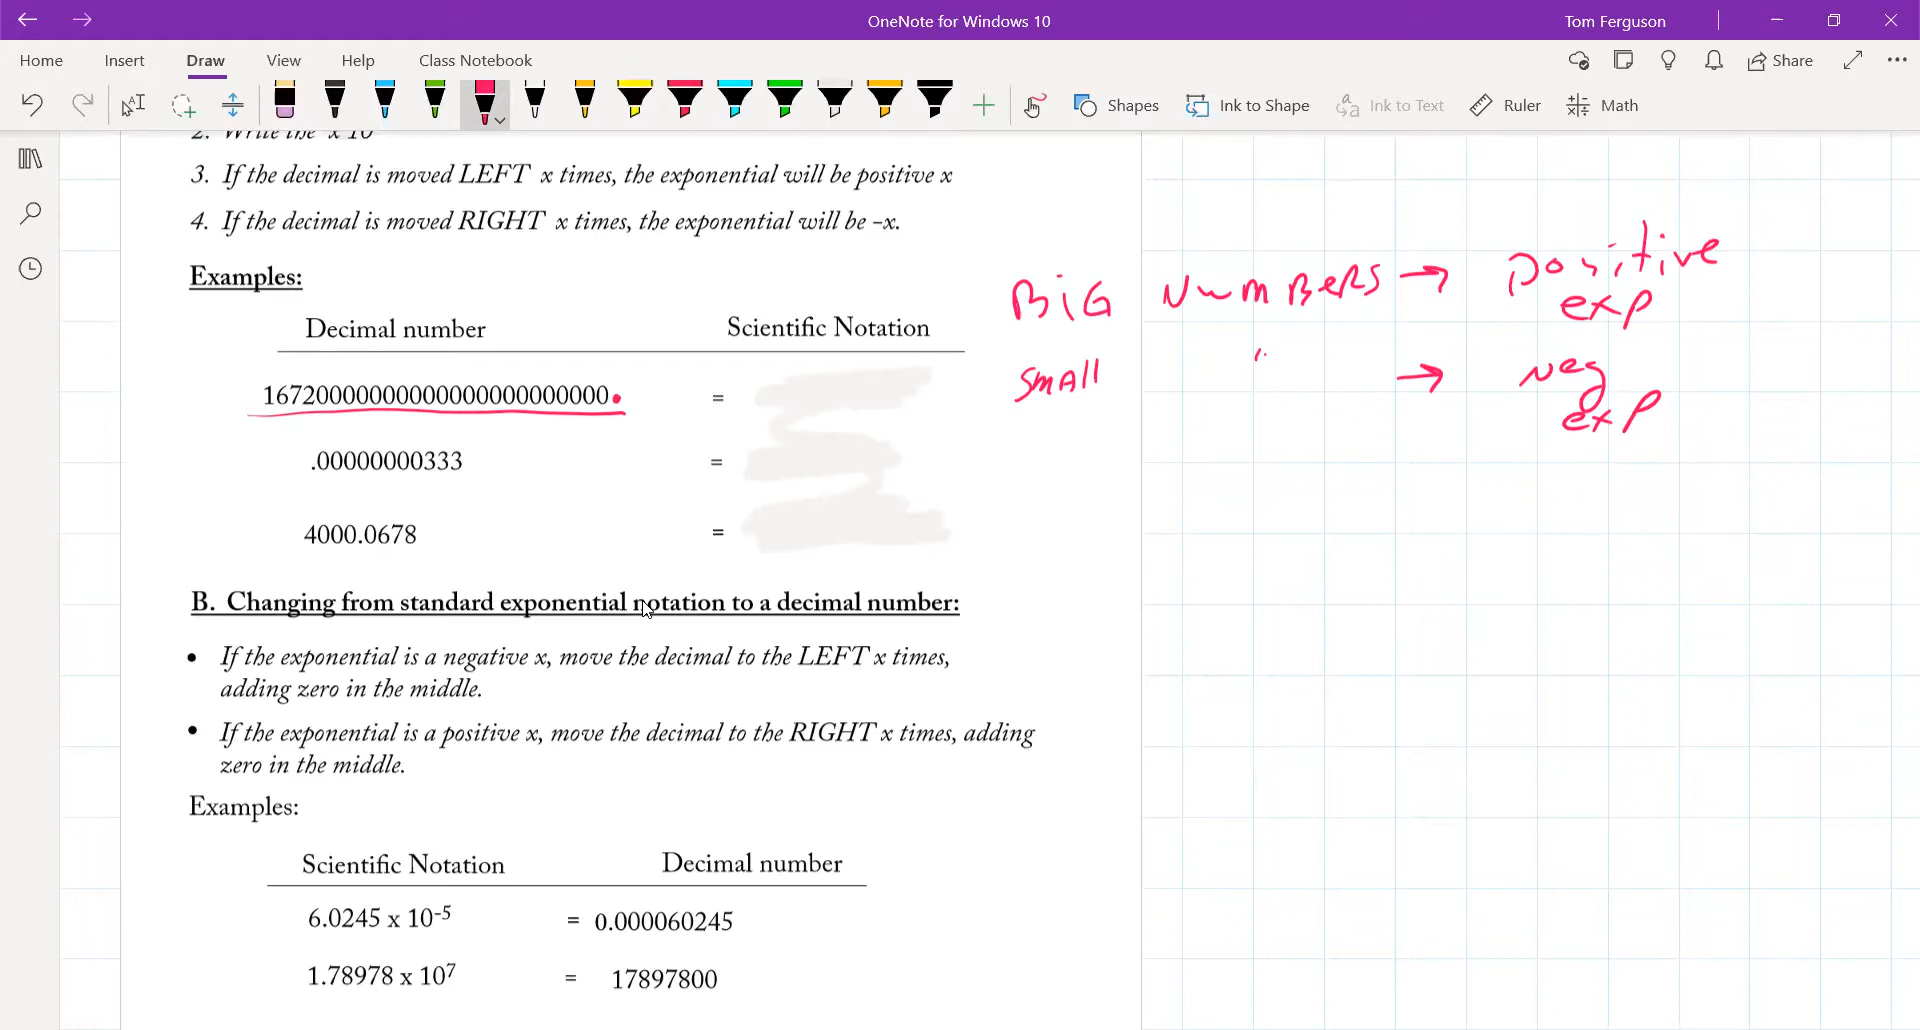 OneNote for Windows 10
Tom Ferguson
Home Insert Draw View Help Class Notebook
Share
Shapes Ink to Shape Ink to Text Ruler Math
2. Write the x 10
3. If the decimal is moved LEFT x times, the exponential will be positive x
4. If the decimal is moved RIGHT x times, the exponential will be -x.
Examples:
BiG NumBeRS → positive exp
Decimal number Scientific Notation
16720000000000000000000000. =
SmAll " → Neg exp
.00000000333 =
4000.0678 =
B. Changing from standard exponential notation to a decimal number:
• If the exponential is a negative x, move the decimal to the LEFT x times,
adding zero in the middle.
• If the exponential is a positive x, move the decimal to the RIGHT x times, adding
zero in the middle.
Examples:
Scientific Notation Decimal number
6.0245 x 10⁻⁵ = 0.000060245
1.78978 x 10⁷ = 17897800